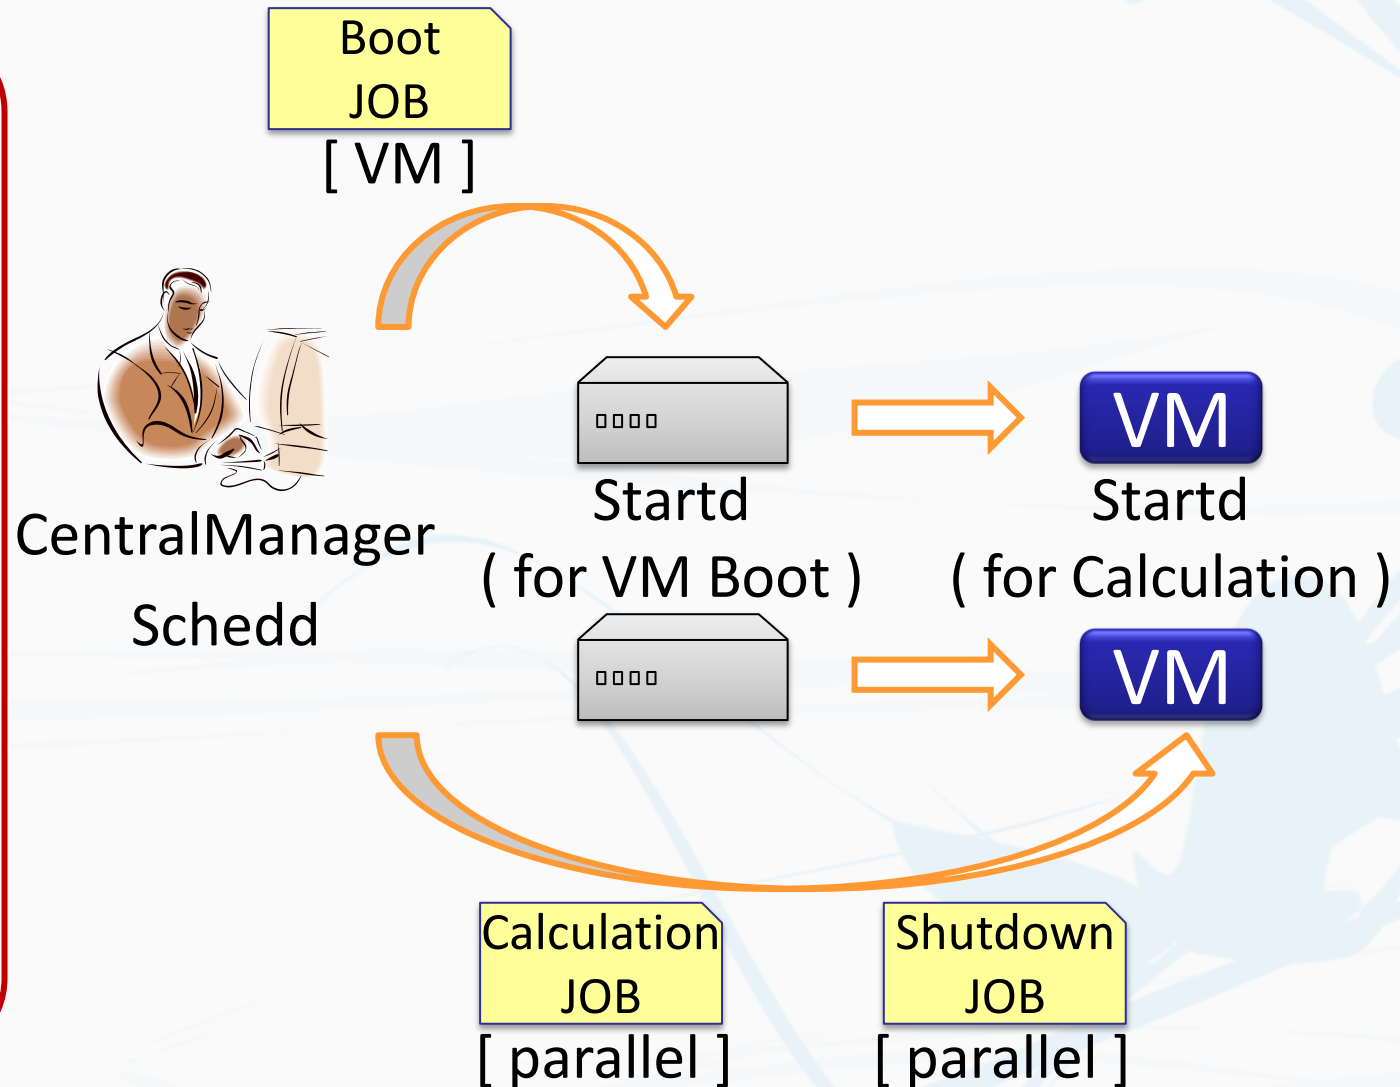 Boot
JOB
[ VM ]
VM
Startd
Startd
CentralManager
( for VM Boot )
( for Calculation )
Schedd
VM
Calculation
JOB
[ parallel ]
Shutdown
JOB
[ parallel ]